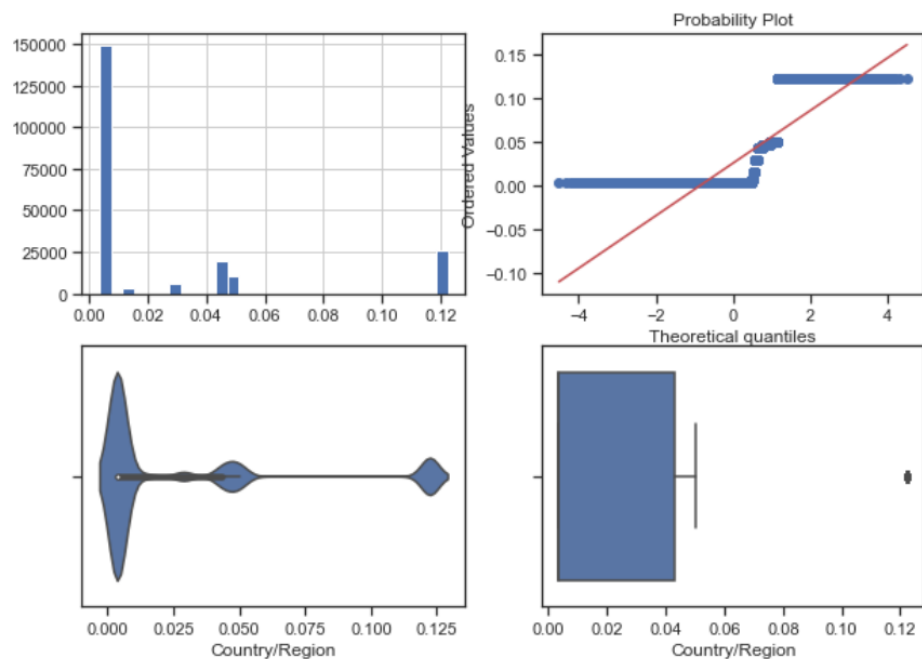 Probability Plot
150000
125000
100000
75000
50000
25000
0
0.00 0.02 0.04 0.06 0.08 0.10 0.12
Ordered Values
0.15
0.10
0.05
0.00
−0.05
−0.10
−4 −2 0 2 4
Theoretical quantiles
0.000 0.025 0.050 0.075 0.100 0.125
Country/Region
0.00 0.02 0.04 0.06 0.08 0.10 0.12
Country/Region